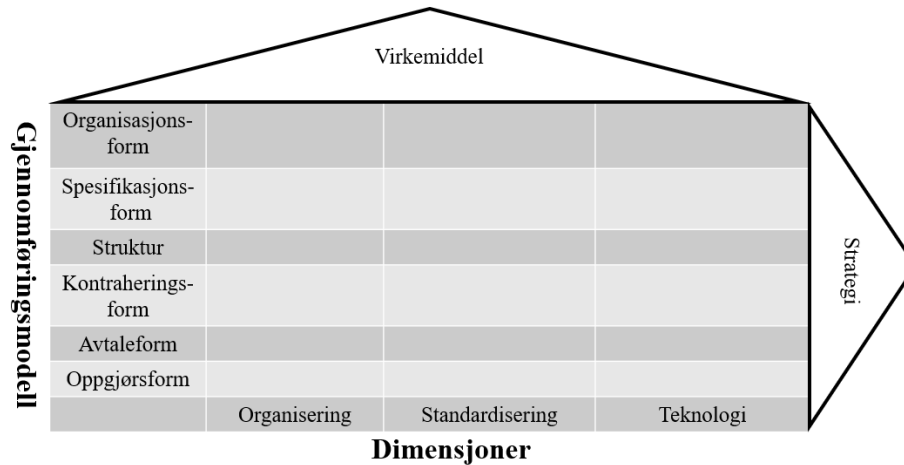 Virkemiddel
Gjennomføringsmodell
Organisasjons-
form
Spesifikasjons-
form
Struktur
Kontraherings-
form
Avtaleform
Oppgjørsform
Strategi
Organisering Standardisering Teknologi
Dimensjoner